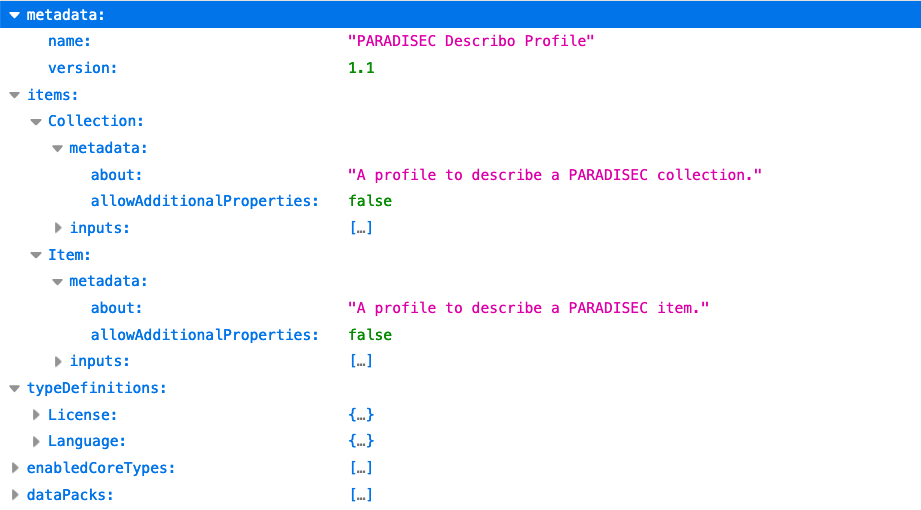 metadata:
name: "PARADISEC Describo Profile"
version: 1.1
items:
Collection:
metadata:
about: "A profile to describe a PARADISEC collection."
allowAdditionalProperties: false
inputs: […]
Item:
metadata:
about: "A profile to describe a PARADISEC item."
allowAdditionalProperties: false
inputs: […]
typeDefinitions:
License: {…}
Language: {…}
enabledCoreTypes: […]
dataPacks: […]